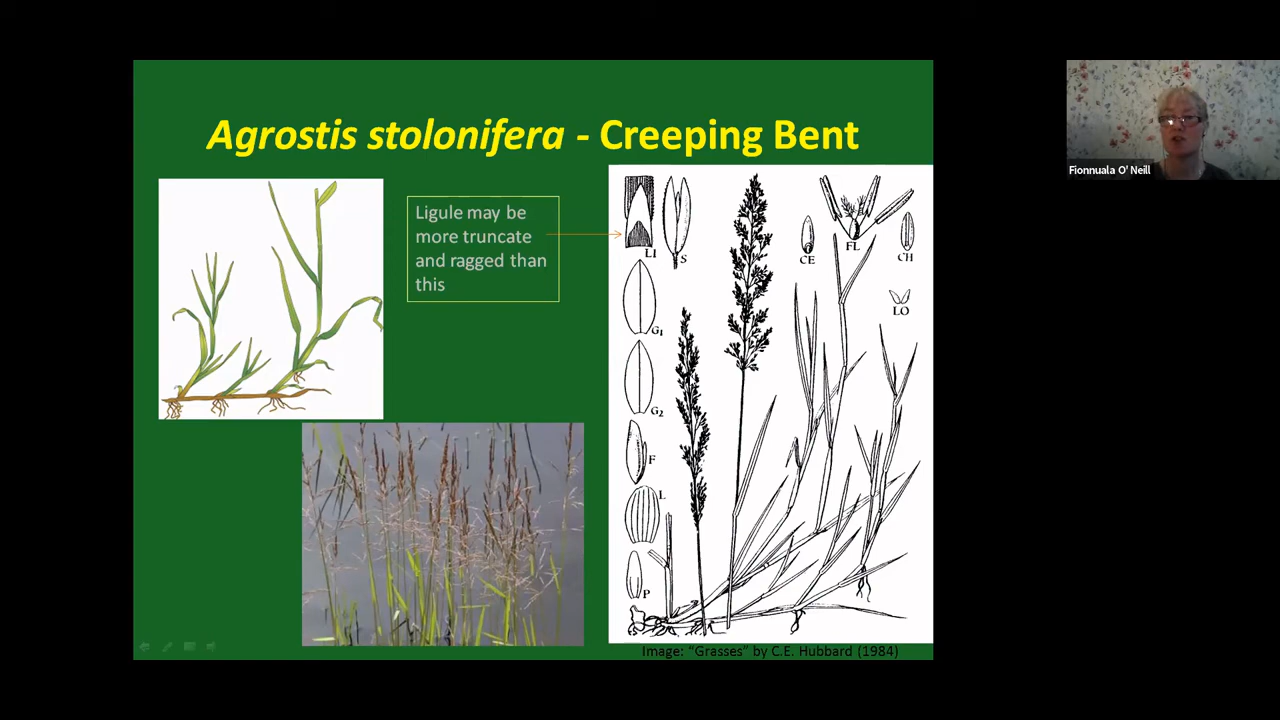 Agrostis stolonifera - Creeping Bent
Ligule may be
more truncate
and ragged than
this
LI
S
CE
FL
CH
LO
G1
G2
F
L
P
Image: “Grasses” by C.E. Hubbard (1984)
Fionnuala O' Neill